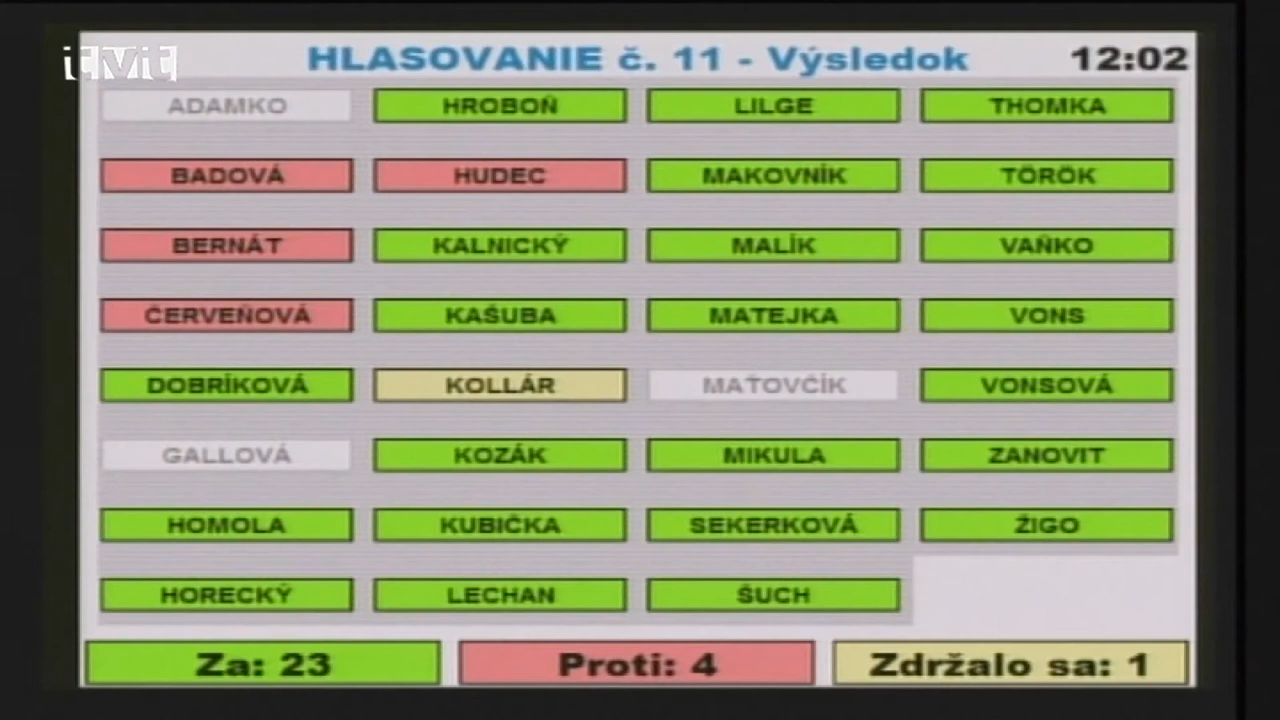 itvit
HLASOVANIE č. 11 - Výsledok 12:02
ADAMKO HROBOŇ LILGE THOMKA
BADOVÁ HUDEC MAKOVNÍK TÖRÖK
BERNÁT KALNICKÝ MALÍK VAŇKO
ČERVEŇOVÁ KAŠUBA MATEJKA VONS
DOBRÍKOVÁ KOLLÁR MAŤOVČÍK VONSOVÁ
GALLOVÁ KOZÁK MIKULA ZANOVIT
HOMOLA KUBIČKA SEKERKOVÁ ŽIGO
HORECKÝ LECHAN ŠUCH
Za: 23 Proti: 4 Zdržalo sa: 1